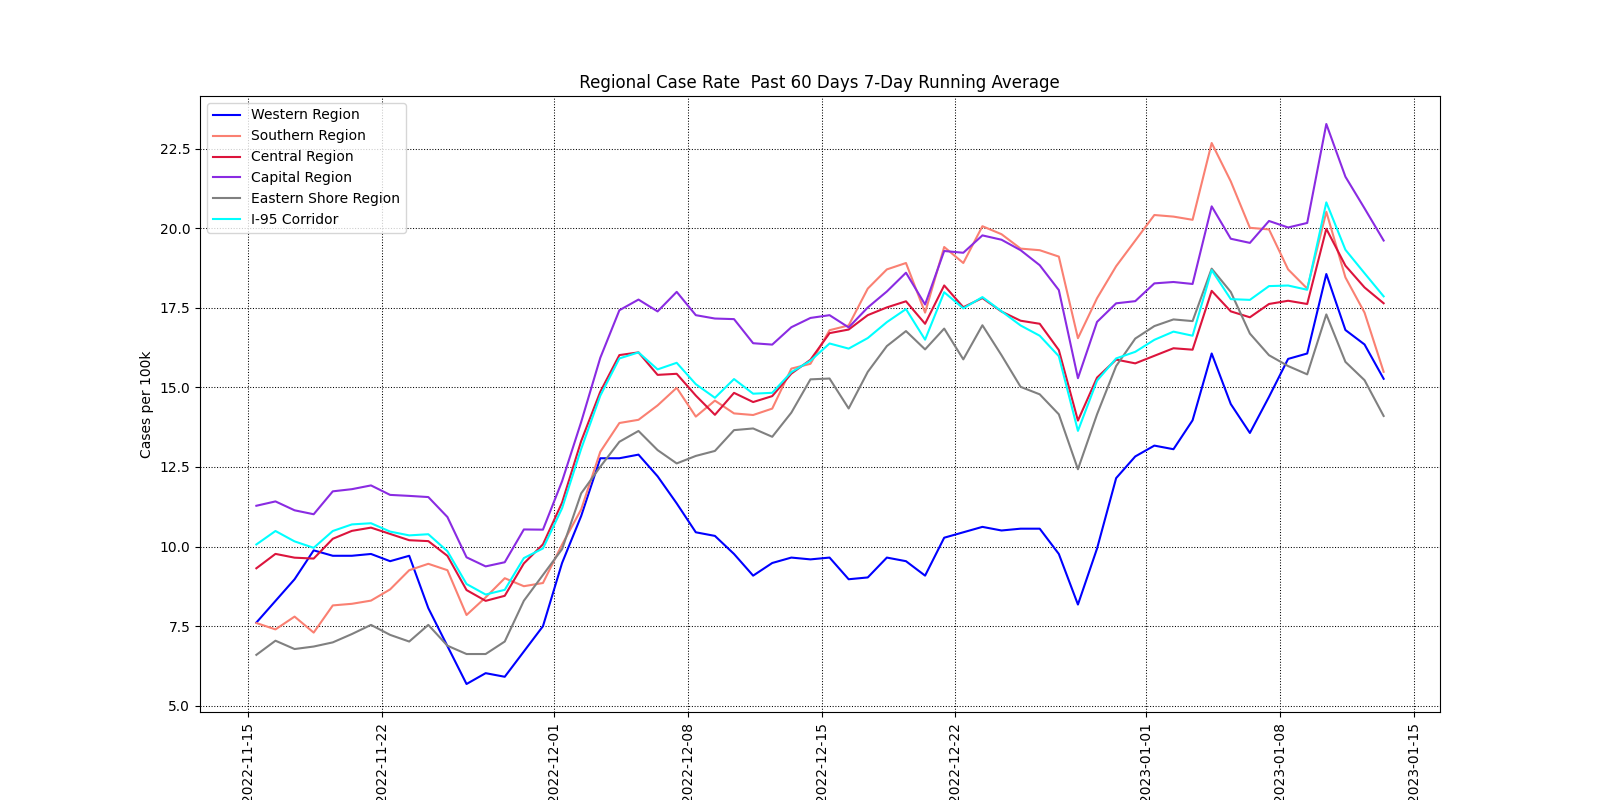 Regional Case Rate  Past 60 Days 7-Day Running Average
Western Region
Southern Region
Central Region
Capital Region
Eastern Shore Region
I-95 Corridor
Cases per 100k
22.5
20.0
17.5
15.0
12.5
10.0
7.5
5.0
2022-11-15
2022-11-22
2022-12-01
2022-12-08
2022-12-15
2022-12-22
2023-01-01
2023-01-08
2023-01-15